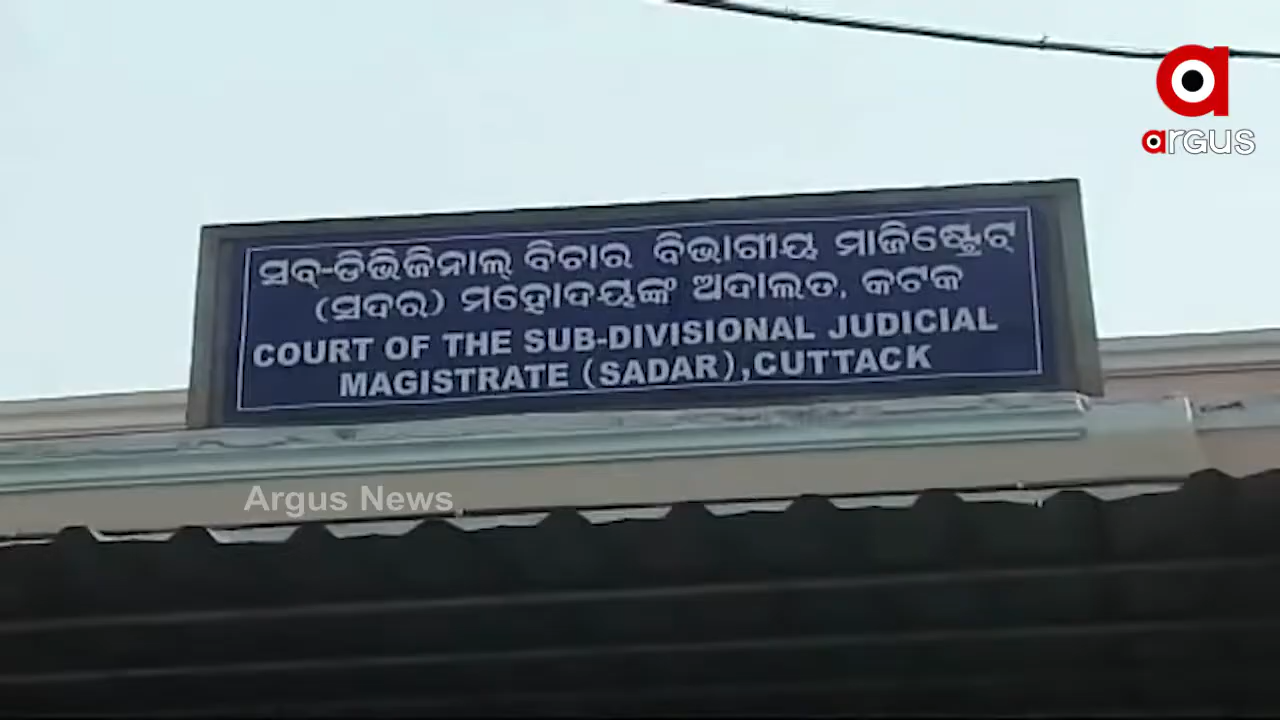 argus
ସବ୍-ଡିଭିଜିନାଲ୍ ବିଚାର ବିଭାଗୀୟ ମାଜିଷ୍ଟ୍ରେଟ୍
(ସଦର) ମହୋଦୟଙ୍କ ଅଦାଲତ, କଟକ
COURT OF THE SUB-DIVISIONAL JUDICIAL
MAGISTRATE (SADAR),CUTTACK
Argus News